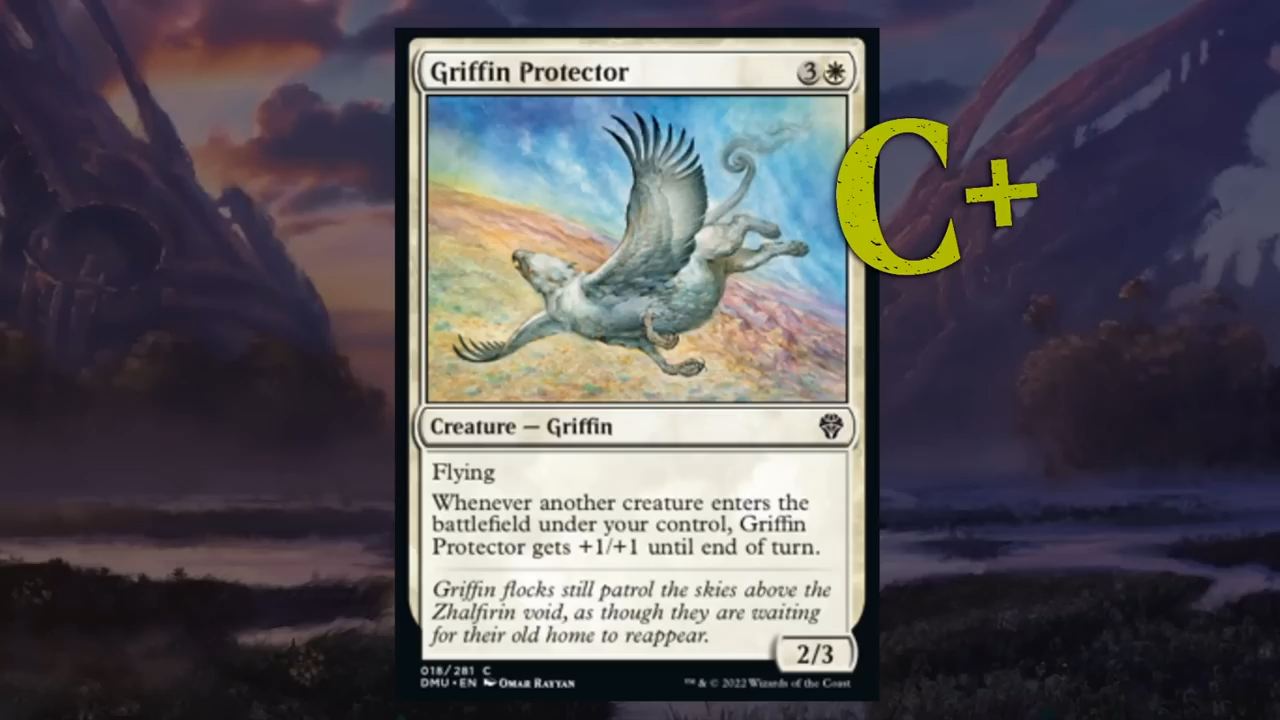 Griffin Protector 3
C+
Creature — Griffin
Flying
Whenever another creature enters the
battlefield under your control, Griffin
Protector gets +1/+1 until end of turn.
Griffin flocks still patrol the skies above the
Zhalfirin void, as though they are waiting
for their old home to reappear.
2/3
018/281 C
DMU • EN Omar Rayyan
™ & © 2022 Wizards of the Coast